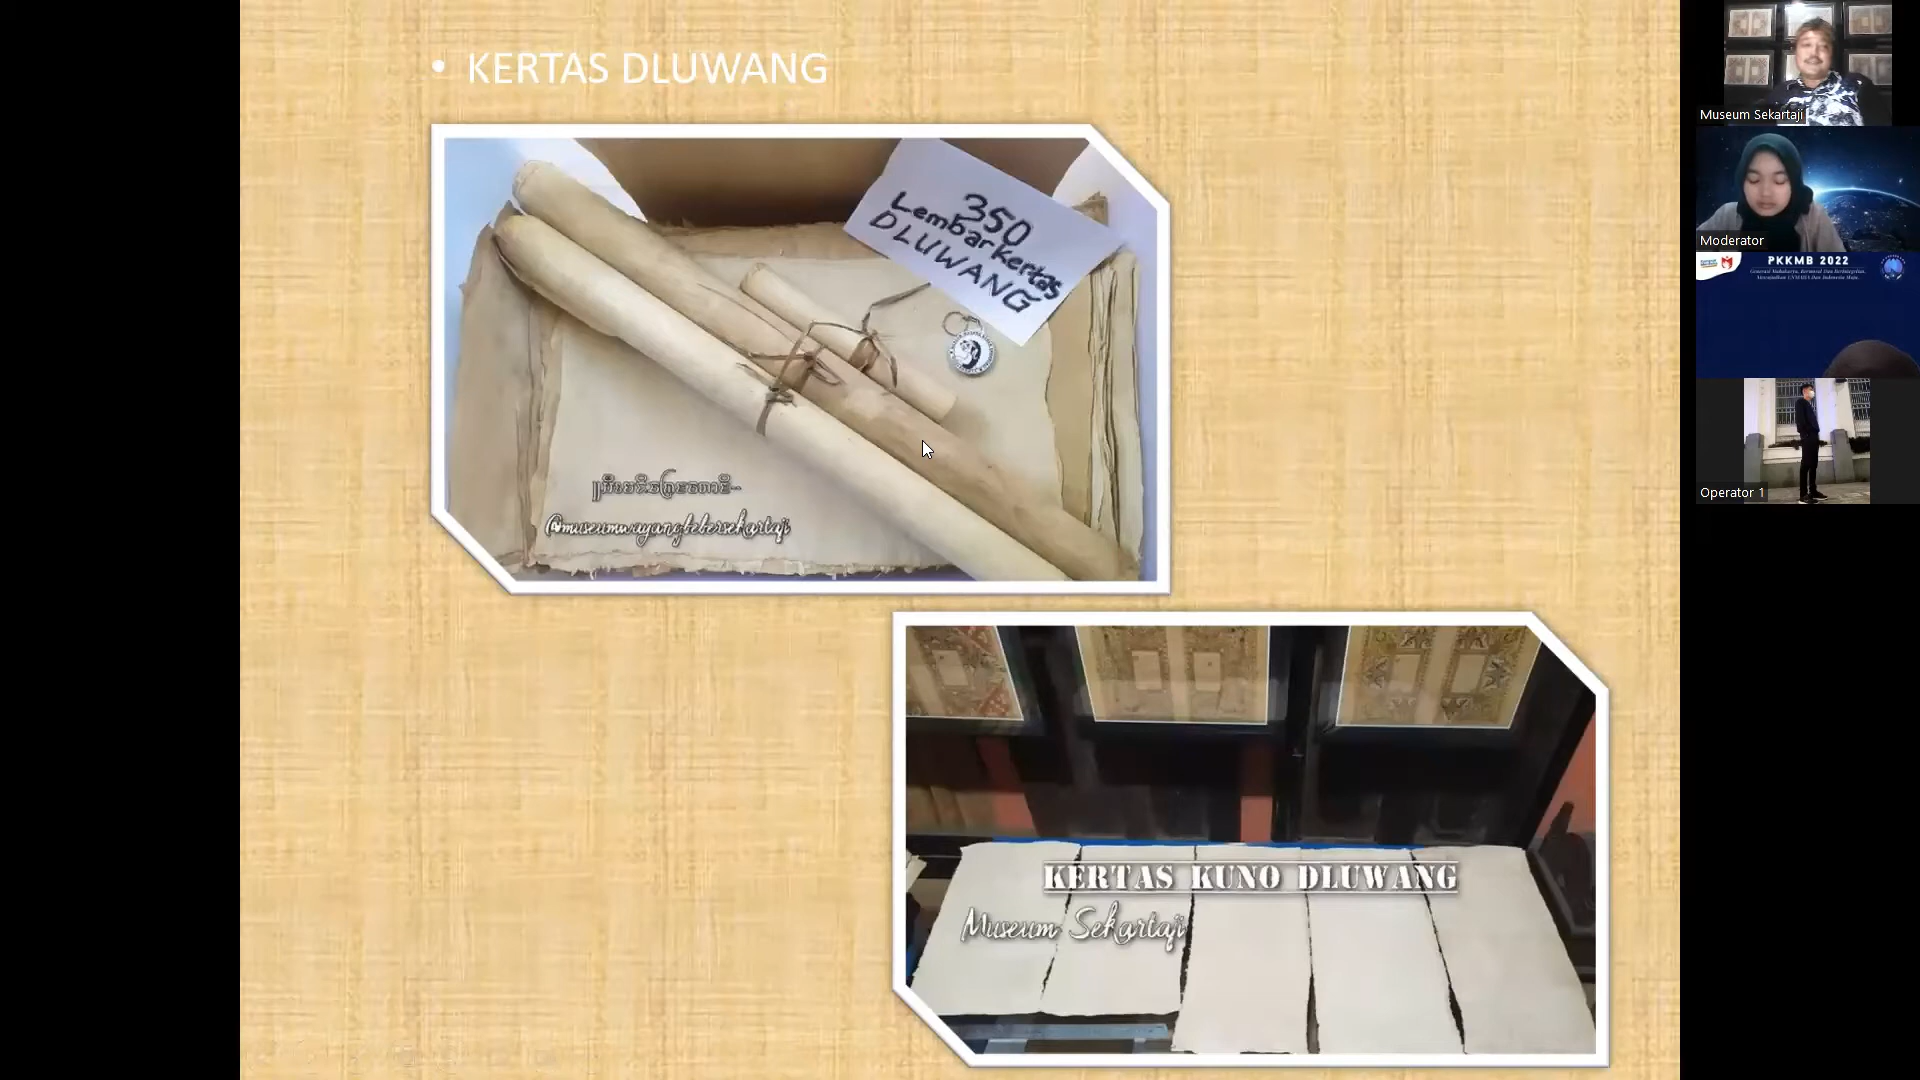 • KERTAS DLUWANG
350
Lembar kertas
DLUWANG
@museumwayangbebersekartaji
KERTAS KUNO DLUWANG
Museum Sekartaji
Museum Sekartaji
Moderator
PKKMB 2022
Operator 1